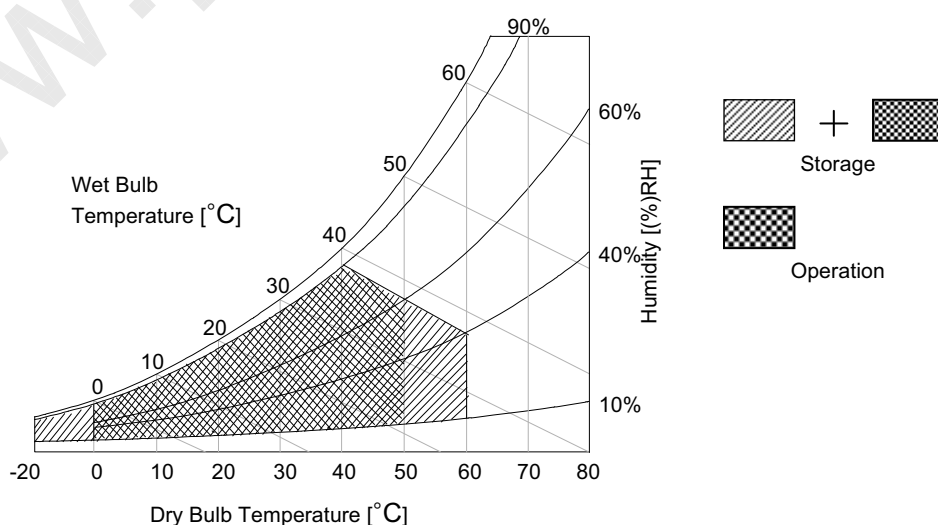 90%
60
60%
50
Wet Bulb
Temperature [°C]
40
30
20
10
0
40%
10%
Humidity [(%)RH]
-20 0 10 20 30 40 50 60 70 80
Dry Bulb Temperature [°C]
+
Storage
Operation